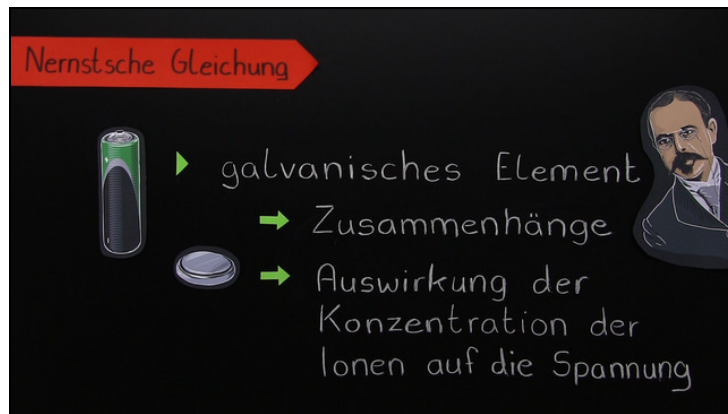 Nernstsche Gleichung
galvanisches Element
Zusammenhänge
Auswirkung der
Konzentration der
Ionen auf die Spannung